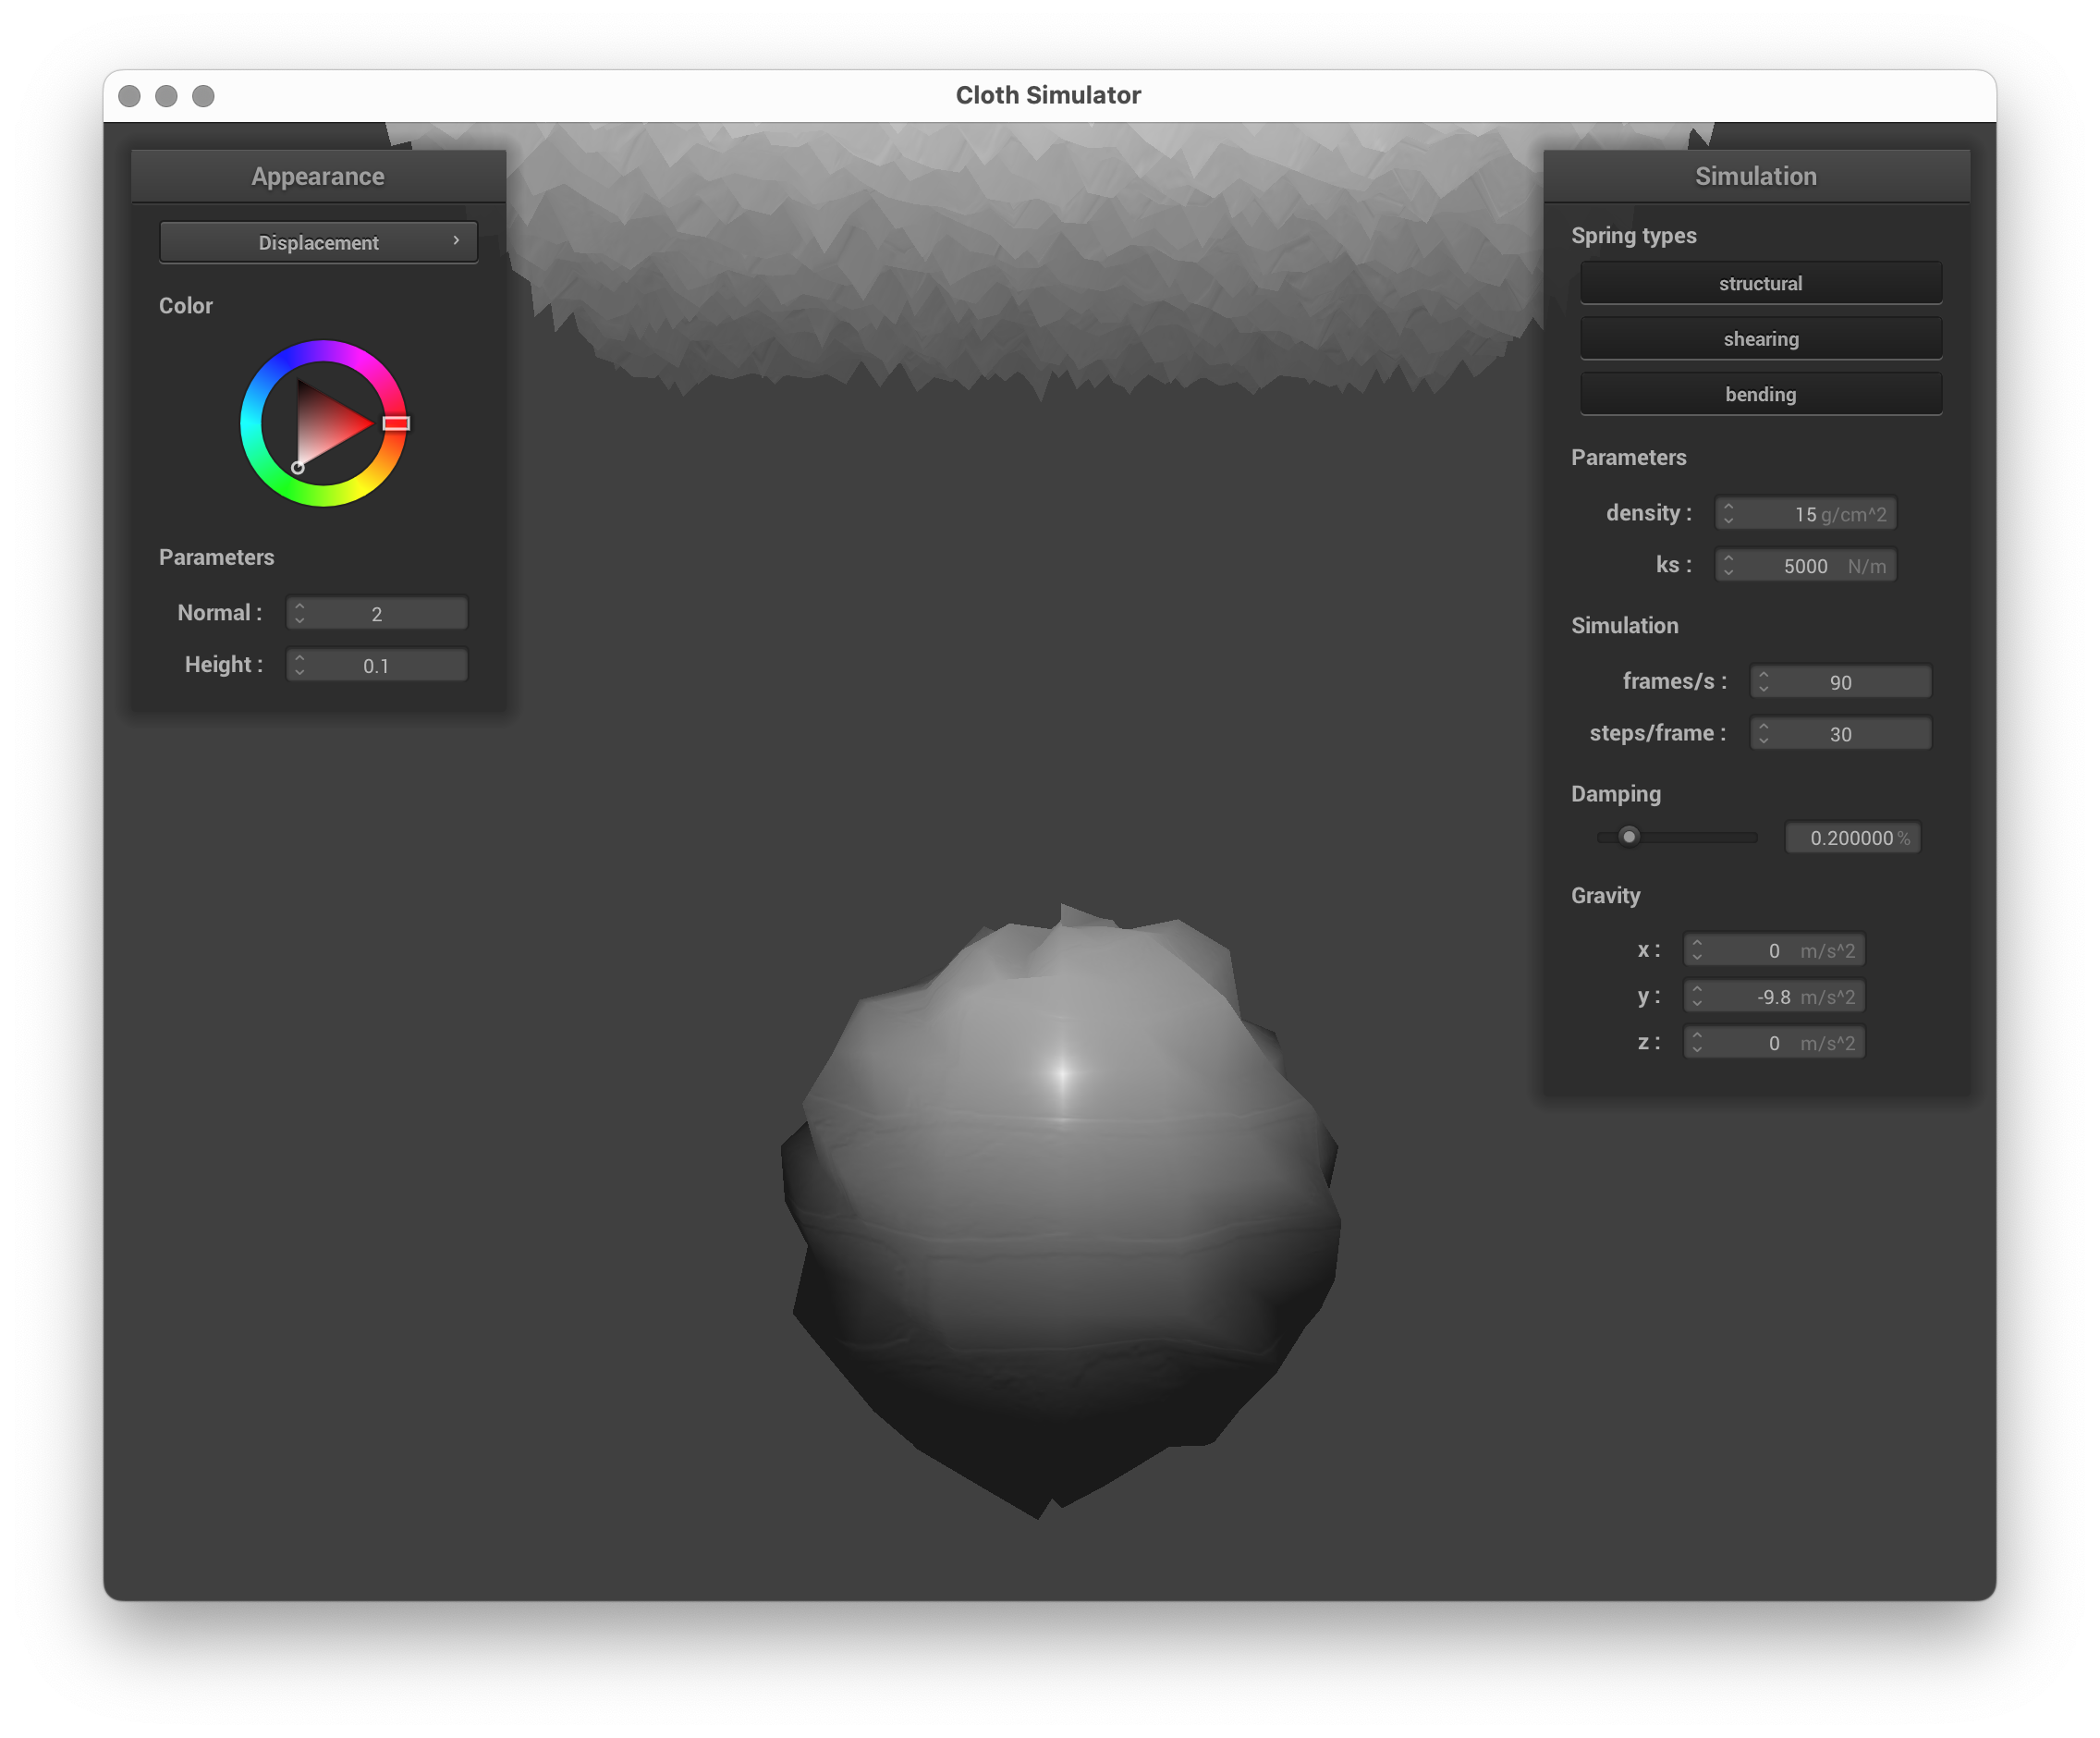 Cloth Simulator
Appearance
Displacement
Color
Parameters
Normal :
2
Height :
0.1
Simulation
Spring types
structural
shearing
bending
Parameters
density :
15 g/cm^2
ks :
5000 N/m
Simulation
frames/s :
90
steps/frame :
30
Damping
0.200000 %
Gravity
x :
0 m/s^2
y :
-9.8 m/s^2
z :
0 m/s^2